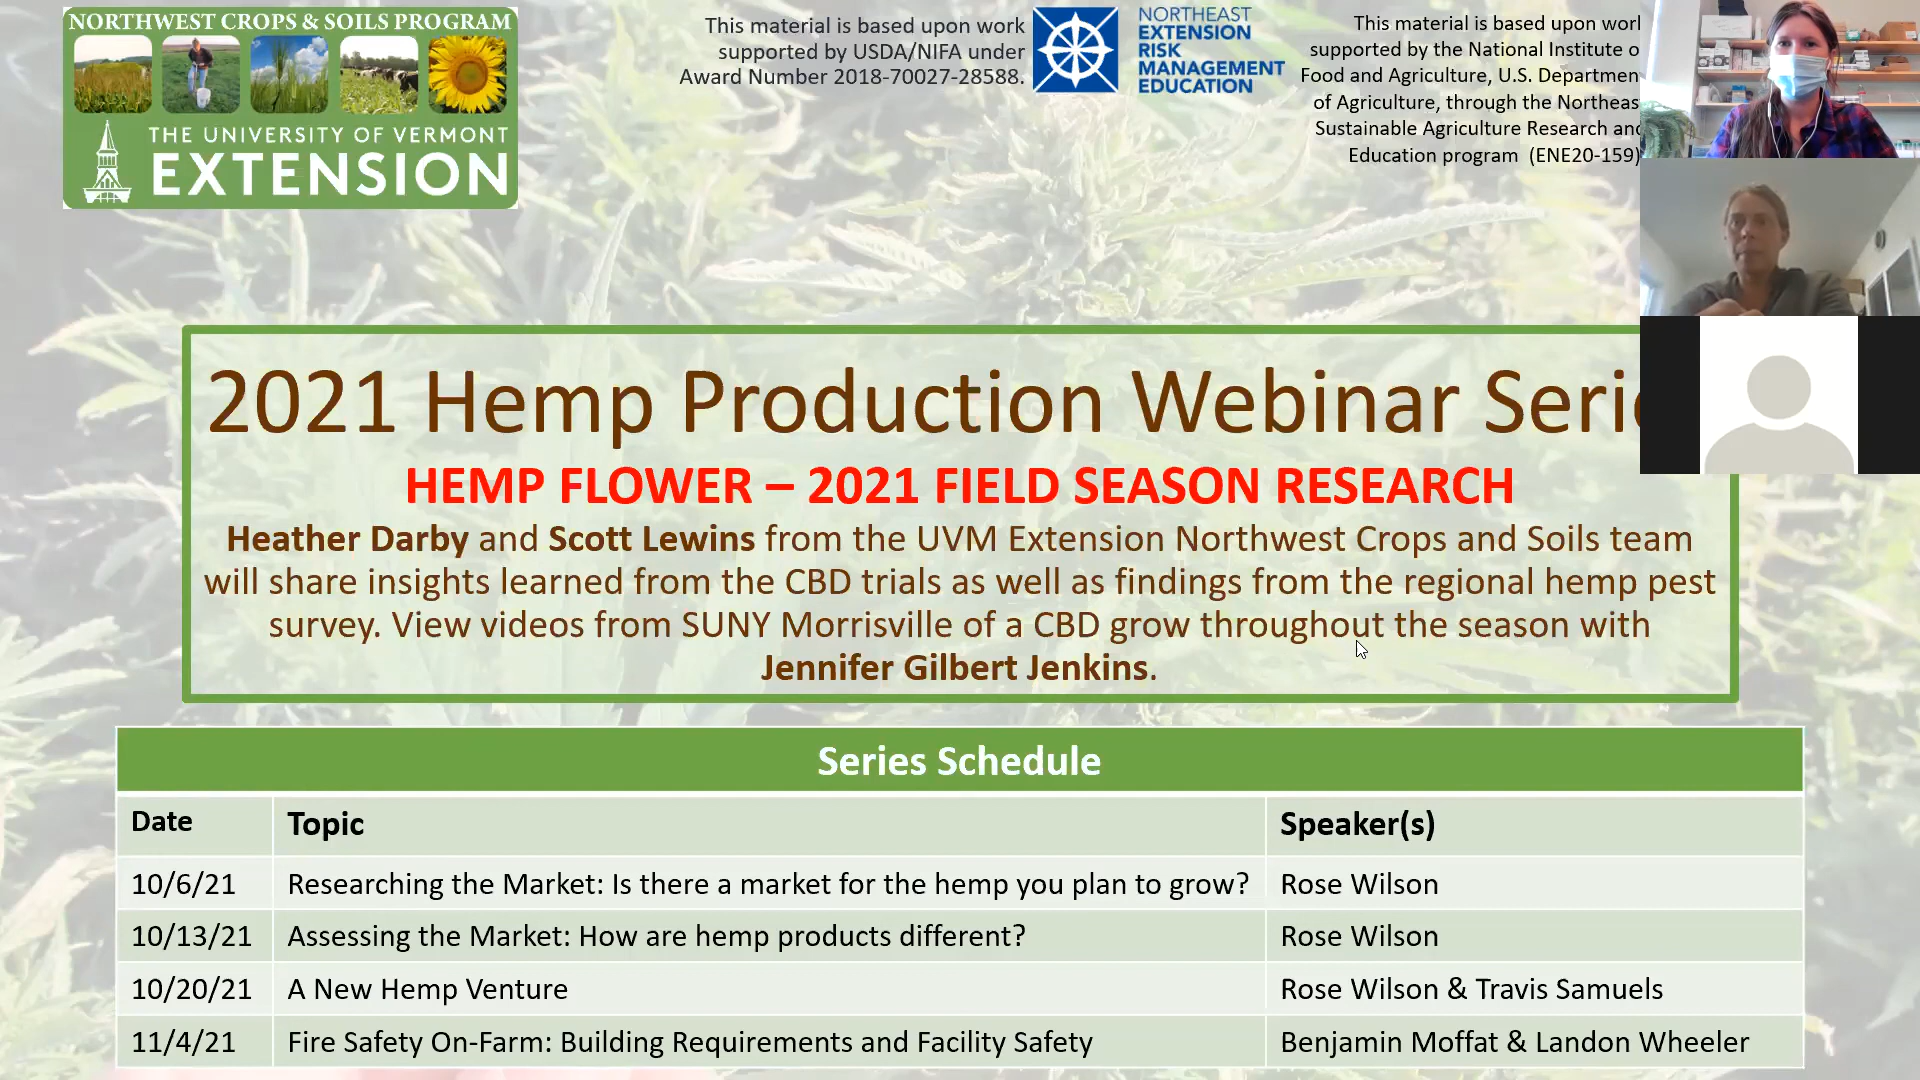 NORTHWEST CROPS & SOILS PROGRAM
THE UNIVERSITY OF VERMONT
EXTENSION
This material is based upon work
supported by USDA/NIFA under
Award Number 2018-70027-28588.
NORTHEAST
EXTENSION
RISK
MANAGEMENT
EDUCATION
This material is based upon worl
supported by the National Institute o
Food and Agriculture, U.S. Departmen
of Agriculture, through the Northeas
Sustainable Agriculture Research and
Education program (ENE20-159)
2021 Hemp Production Webinar Serie
HEMP FLOWER – 2021 FIELD SEASON RESEARCH
Heather Darby and Scott Lewins from the UVM Extension Northwest Crops and Soils team
will share insights learned from the CBD trials as well as findings from the regional hemp pest
survey. View videos from SUNY Morrisville of a CBD grow throughout the season with
Jennifer Gilbert Jenkins.
Series Schedule
Date Topic Speaker(s)
10/6/21 Researching the Market: Is there a market for the hemp you plan to grow? Rose Wilson
10/13/21 Assessing the Market: How are hemp products different? Rose Wilson
10/20/21 A New Hemp Venture Rose Wilson & Travis Samuels
11/4/21 Fire Safety On-Farm: Building Requirements and Facility Safety Benjamin Moffat & Landon Wheeler